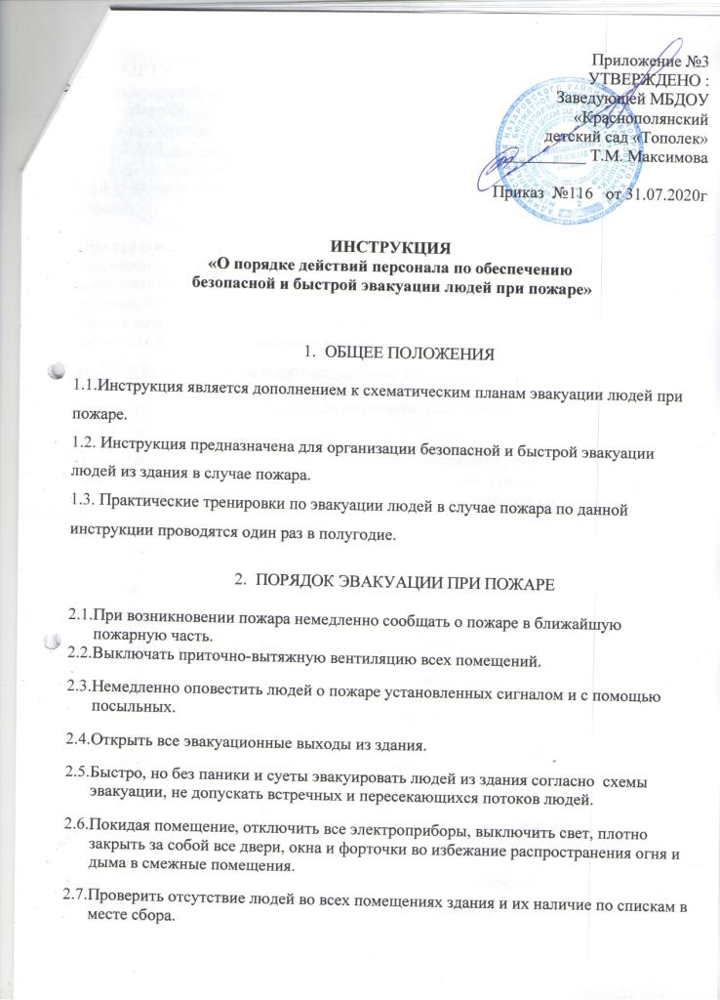 Приложение №3
УТВЕРЖДЕНО :
Заведующей МБДОУ
«Краснополянский
детский сад «Тополек»
____________ Т.М. Максимова
Приказ №116 от 31.07.2020г
ИНСТРУКЦИЯ
«О порядке действий персонала по обеспечению
безопасной и быстрой эвакуации людей при пожаре»
1. ОБЩЕЕ ПОЛОЖЕНИЯ
1.1.Инструкция является дополнением к схематическим планам эвакуации людей при
пожаре.
1.2. Инструкция предназначена для организации безопасной и быстрой эвакуации
людей из здания в случае пожара.
1.3. Практические тренировки по эвакуации людей в случае пожара по данной
инструкции проводятся один раз в полугодие.
2. ПОРЯДОК ЭВАКУАЦИИ ПРИ ПОЖАРЕ
2.1.При возникновении пожара немедленно сообщать о пожаре в ближайшую
пожарную часть.
2.2.Выключать приточно-вытяжную вентиляцию всех помещений.
2.3.Немедленно оповестить людей о пожаре установленных сигналом и с помощью
посыльных.
2.4.Открыть все эвакуационные выходы из здания.
2.5.Быстро, но без паники и суеты эвакуировать людей из здания согласно схемы
эвакуации, не допускать встречных и пересекающихся потоков людей.
2.6.Покидая помещение, отключить все электроприборы, выключить свет, плотно
закрыть за собой все двери, окна и форточки во избежание распространения огня и
дыма в смежные помещения.
2.7.Проверить отсутствие людей во всех помещениях здания и их наличие по спискам в
месте сбора.